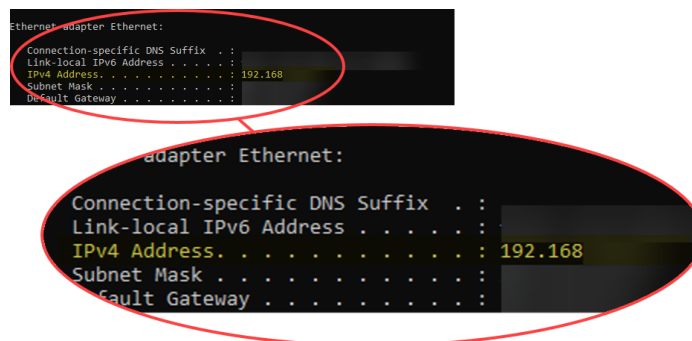 Ethernet adapter Ethernet:
Connection-specific DNS Suffix . :
Link-local IPv6 Address . . . . . :
IPv4 Address. . . . . . . . . . . : 192.168
Subnet Mask . . . . . . . . . . . :
Default Gateway . . . . . . . . . :
adapter Ethernet:
Connection-specific DNS Suffix . :
Link-local IPv6 Address . . . . . :
IPv4 Address. . . . . . . . . . . : 192.168
Subnet Mask . . . . . . . . . . . :
fault Gateway . . . . . . . . . :